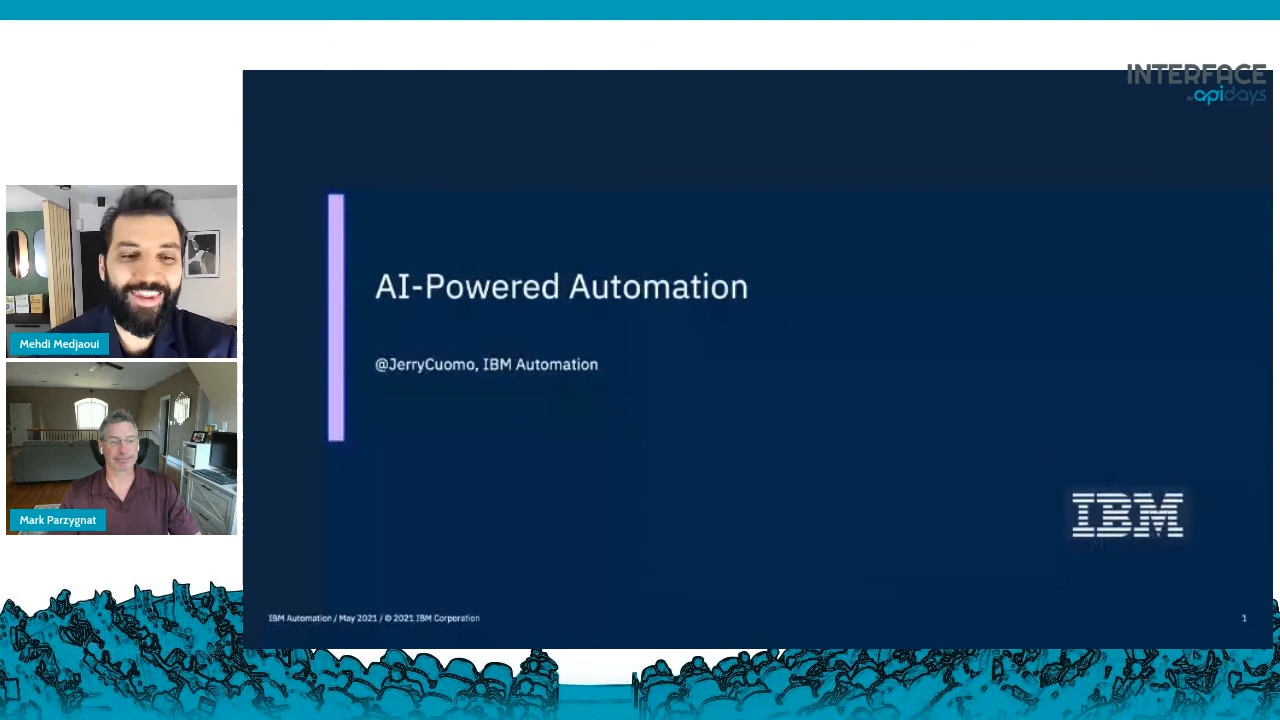 INTERFACE
BY apidays
Mehdi Medjaoui
AI-Powered Automation
@JerryCuomo, IBM Automation
Mark Parzygnat
IBM
IBM Automation / May 2021 / © 2021 IBM Corporation
1